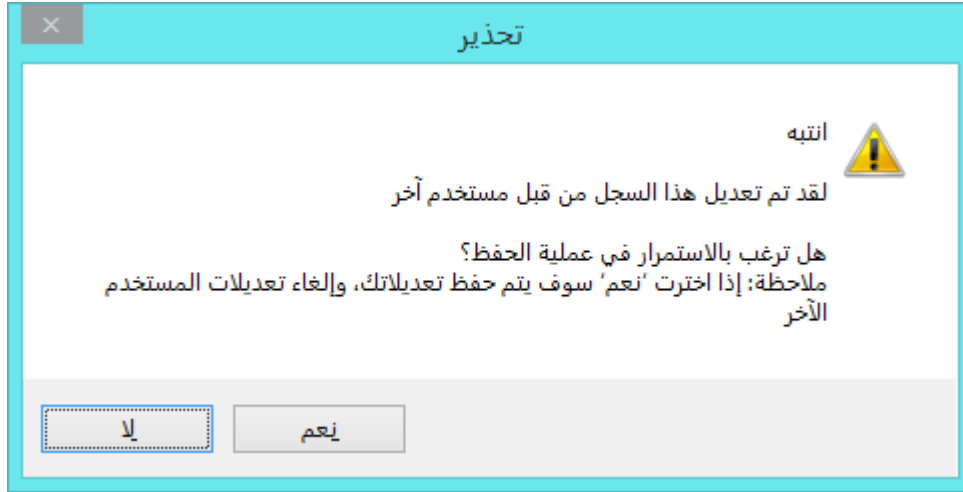 تحذير
انتبه
لقد تم تعديل هذا السجل من قبل مستخدم آخر
هل ترغب بالاستمرار في عملية الحفظ؟
ملاحظة: إذا اخترت ‘نعم‘ سوف يتم حفظ تعديلاتك، وإلغاء تعديلات المستخدم
الآخر
نعم
لا